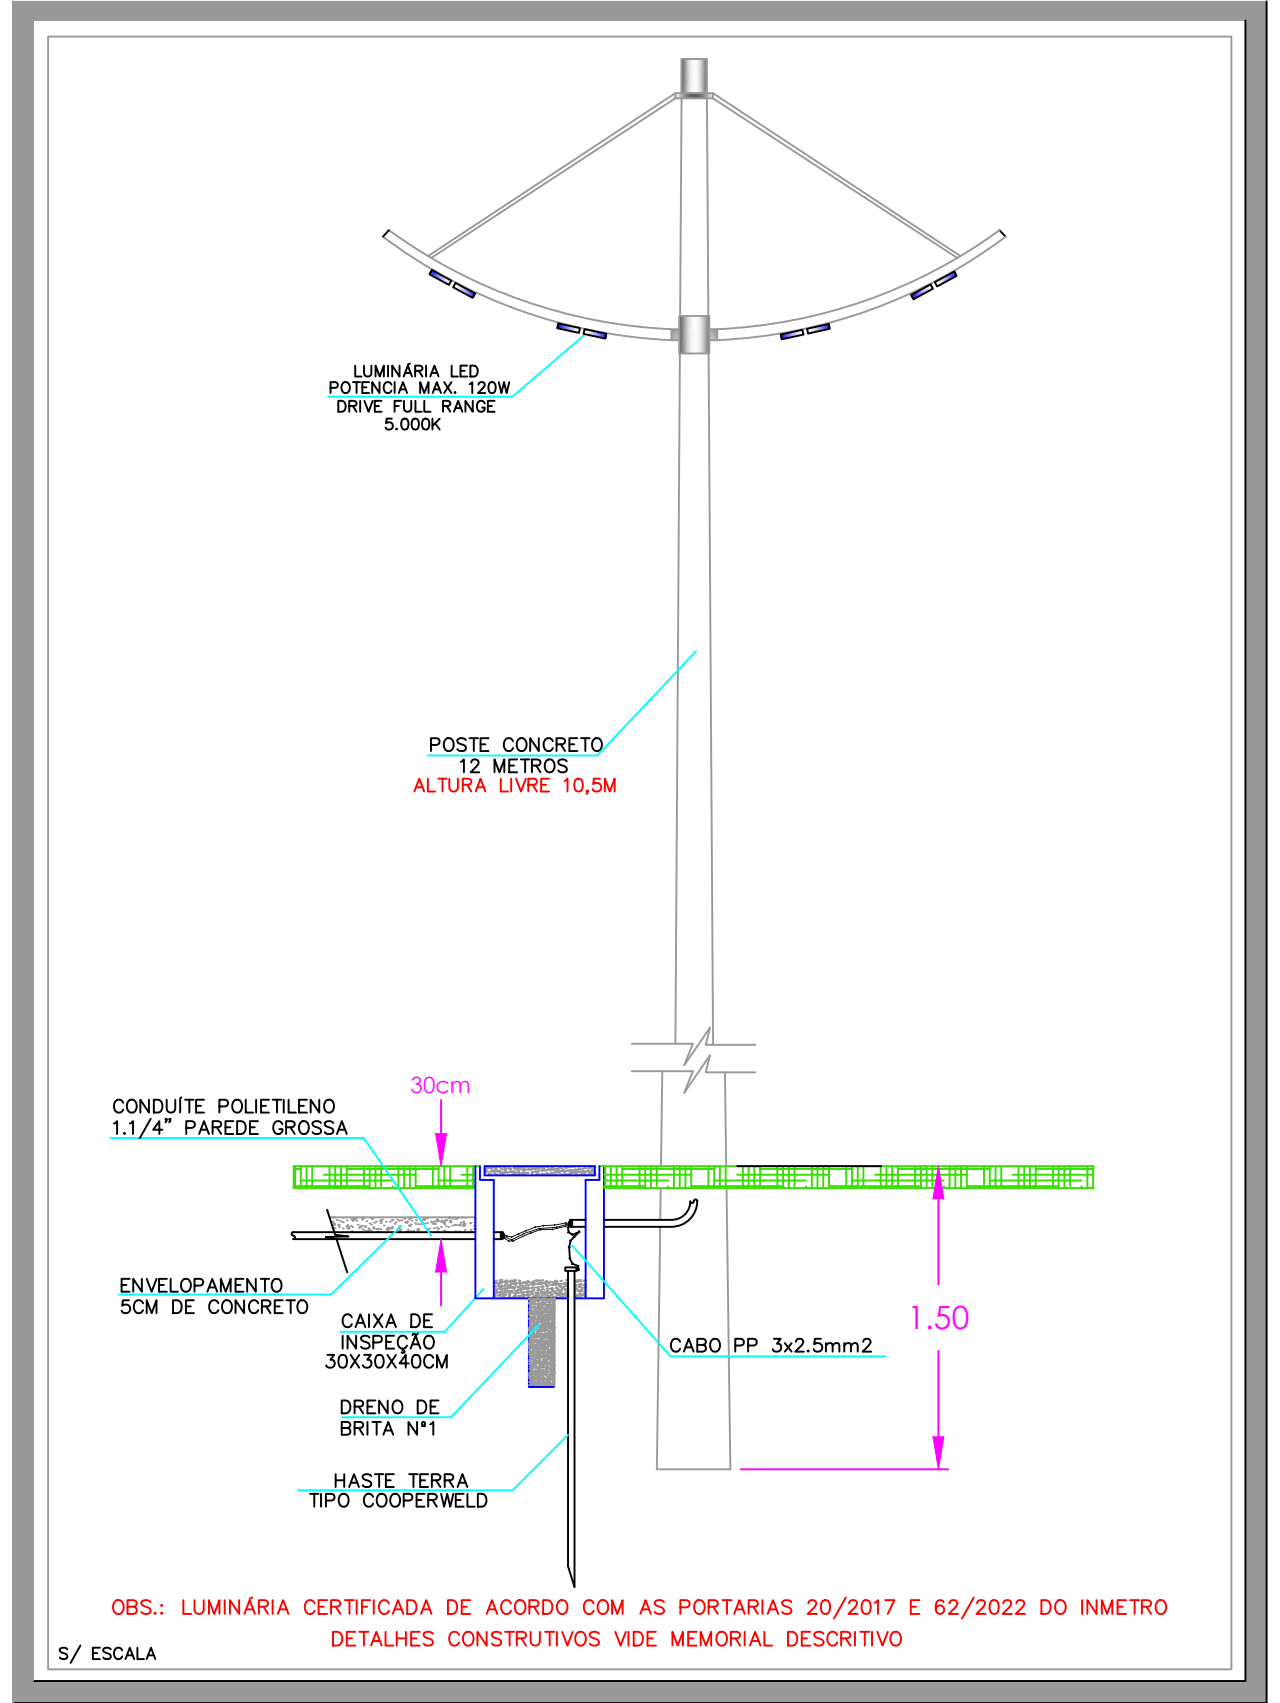 LUMINÁRIA LED
POTENCIA MAX. 120W
DRIVE FULL RANGE
5.000K
POSTE CONCRETO
12 METROS
ALTURA LIVRE 10,5M
30cm
CONDUÍTE POLIETILENO
1.1/4" PAREDE GROSSA
ENVELOPAMENTO
5CM DE CONCRETO
CAIXA DE
INSPEÇÃO
30X30X40CM
1.50
CABO PP 3x2.5mm2
DRENO DE
BRITA Nº1
HASTE TERRA
TIPO COOPERWELD
OBS.: LUMINÁRIA CERTIFICADA DE ACORDO COM AS PORTARIAS 20/2017 E 62/2022 DO INMETRO
DETALHES CONSTRUTIVOS VIDE MEMORIAL DESCRITIVO
S/ ESCALA